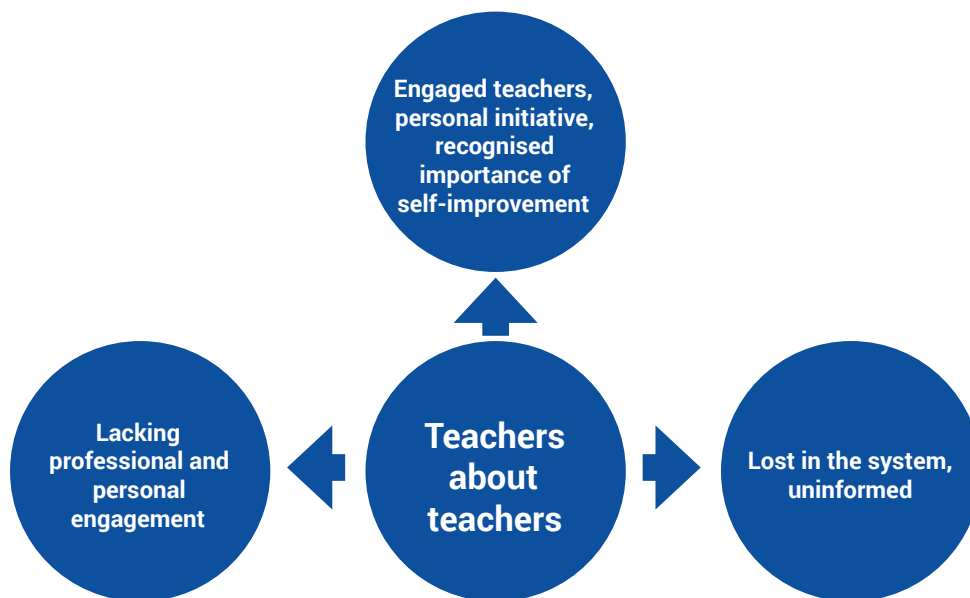 Engaged teachers,
personal initiative,
recognised
importance of
self-improvement
Lacking
professional and
personal
engagement
Teachers
about
teachers
Lost in the system,
uninformed